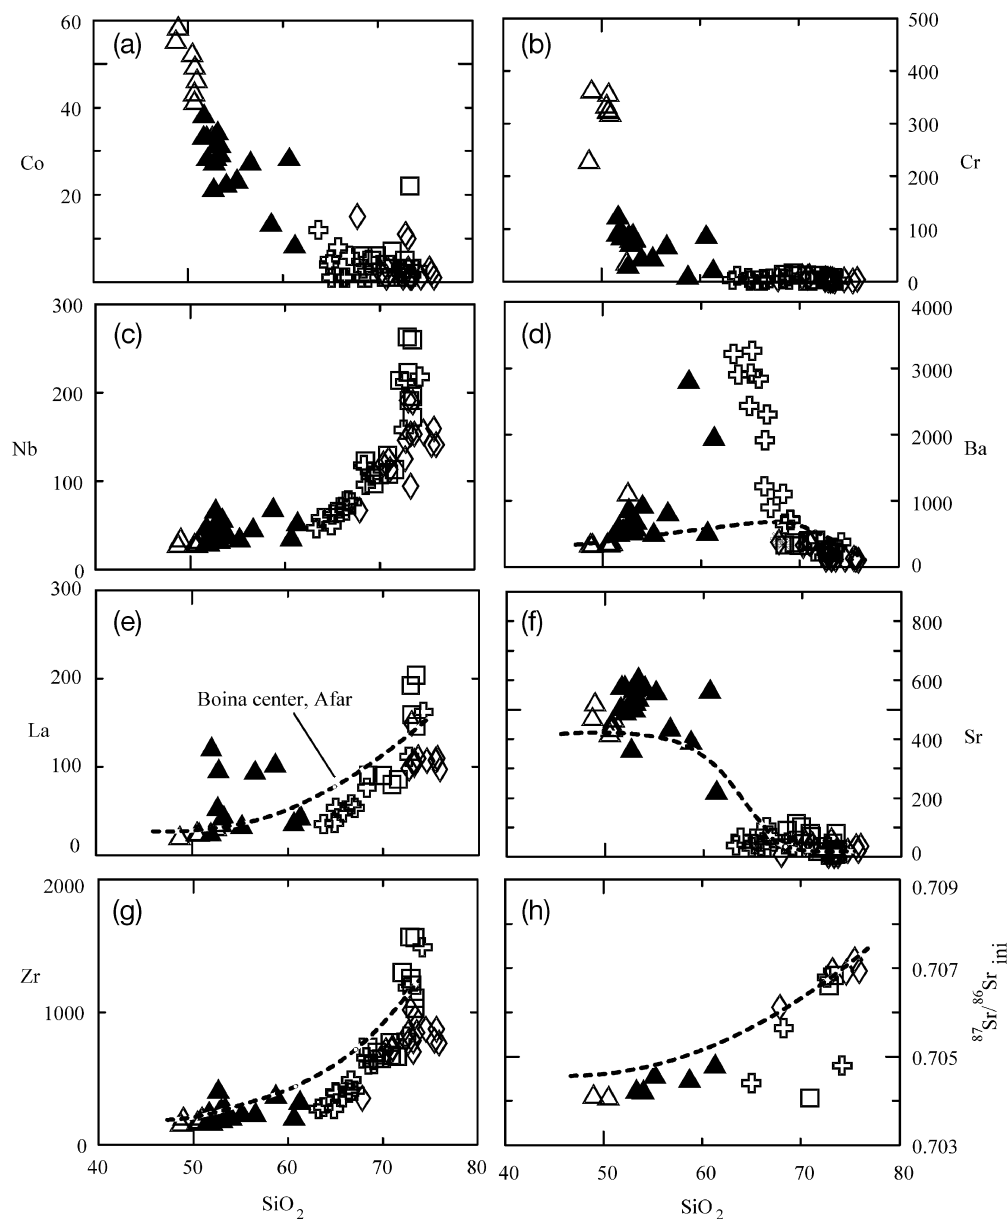 (a)
60
40
20
Co
(b)
500
400
300
200
100
0
Cr
(c)
300
200
100
0
Nb
(d)
4000
3000
2000
1000
0
Ba
(e)
300
200
100
0
La
Boina center, Afar
(f)
800
600
400
200
0
Sr
(g)
2000
1000
0
Zr
40 50 60 70 80
SiO2
(h)
0.709
0.707
0.705
0.703
87Sr/86Sr ini
40 50 60 70 80
SiO2